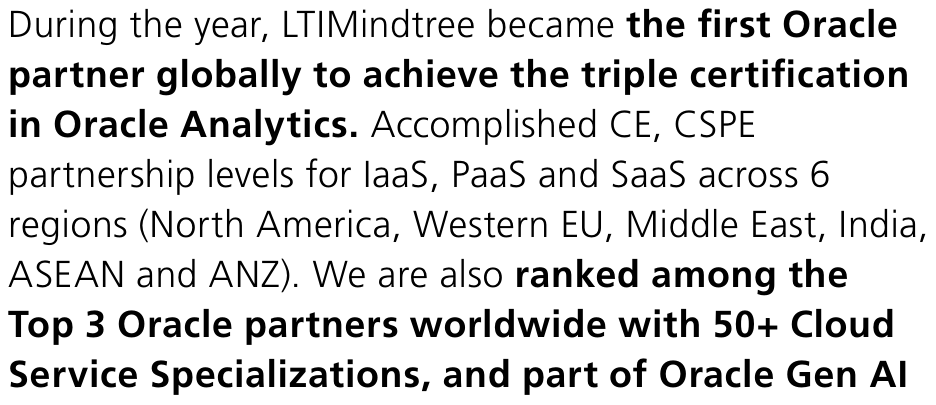 During the year, LTIMindtree became the first Oracle
partner globally to achieve the triple certification
in Oracle Analytics. Accomplished CE, CSPE
partnership levels for IaaS, PaaS and SaaS across 6
regions (North America, Western EU, Middle East, India,
ASEAN and ANZ). We are also ranked among the
Top 3 Oracle partners worldwide with 50+ Cloud
Service Specializations, and part of Oracle Gen AI